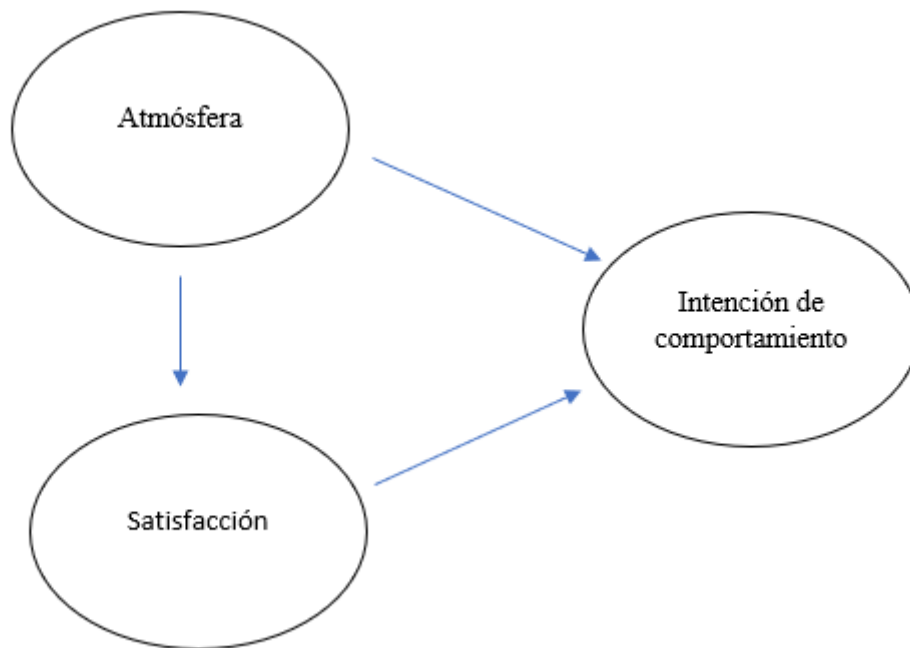 Atmósfera
Intención de
comportamiento
Satisfacción